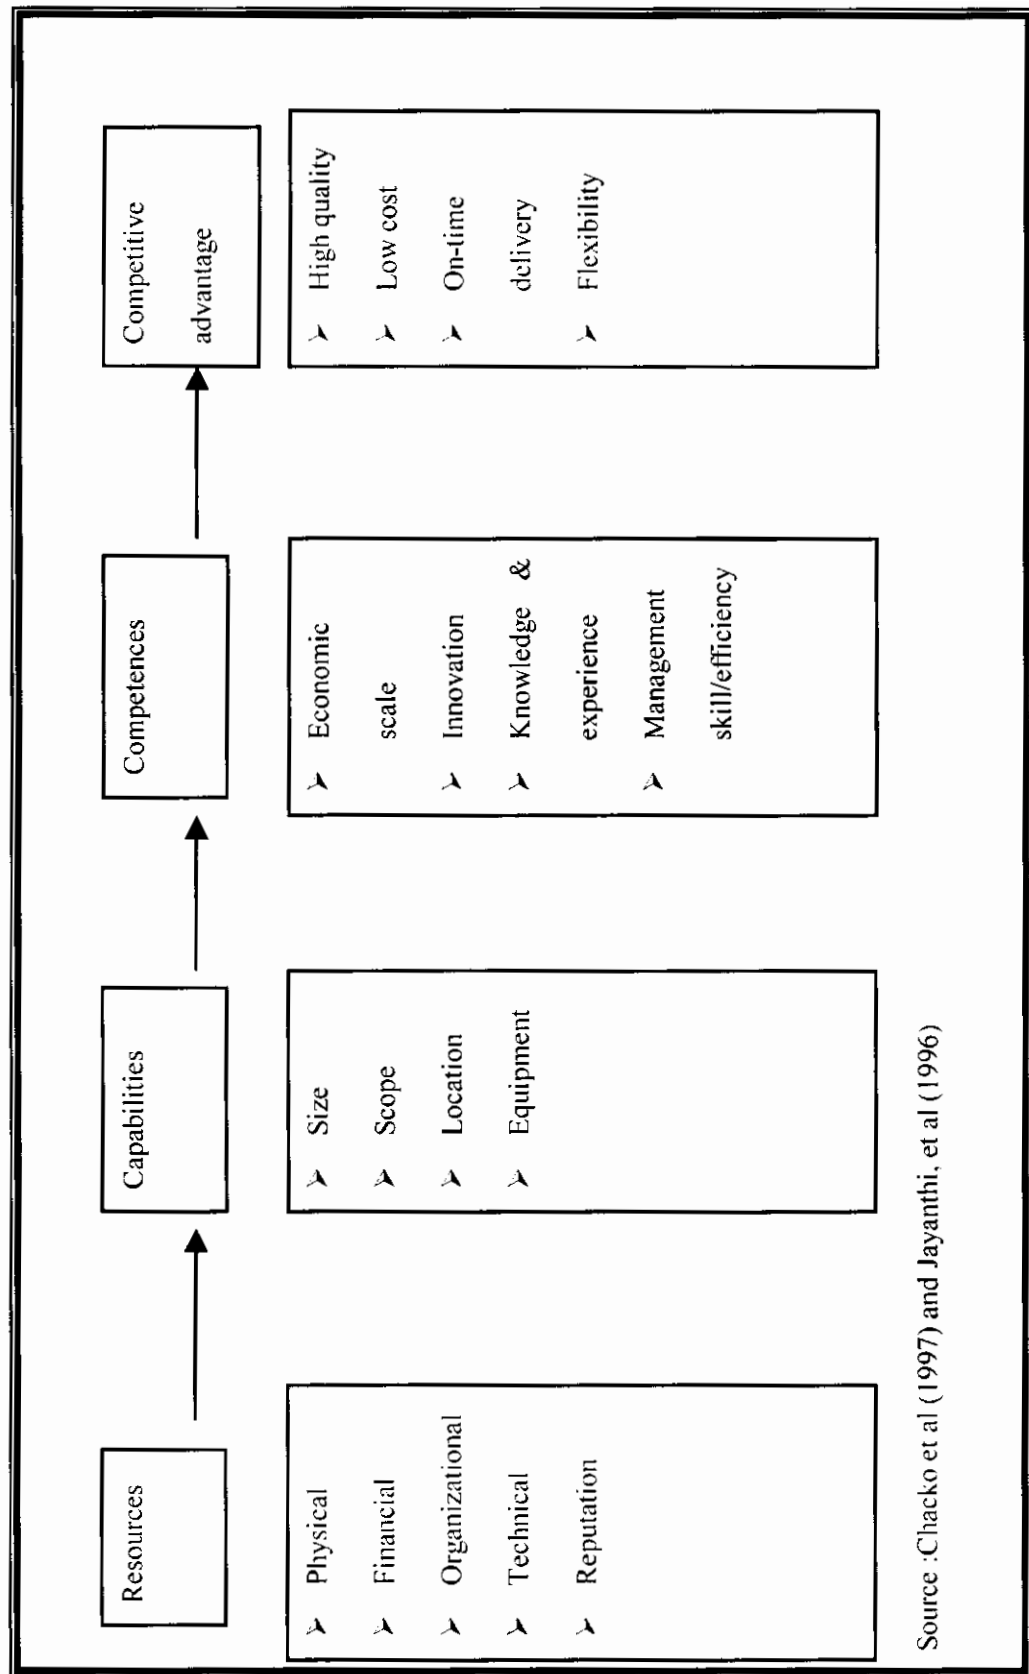 Resources
Capabilities
Competences
Competitive
advantage
➢ Physical
➢ Financial
➢ Organizational
➢ Technical
➢ Reputation
➢ Size
➢ Scope
➢ Location
➢ Equipment
➢ Economic
scale
➢ Innovation
➢ Knowledge &
experience
➢ Management
skill/efficiency
➢ High quality
➢ Low cost
➢ On-time
delivery
➢ Flexibility
Source :Chacko et al (1997) and Jayanthi, et al (1996)